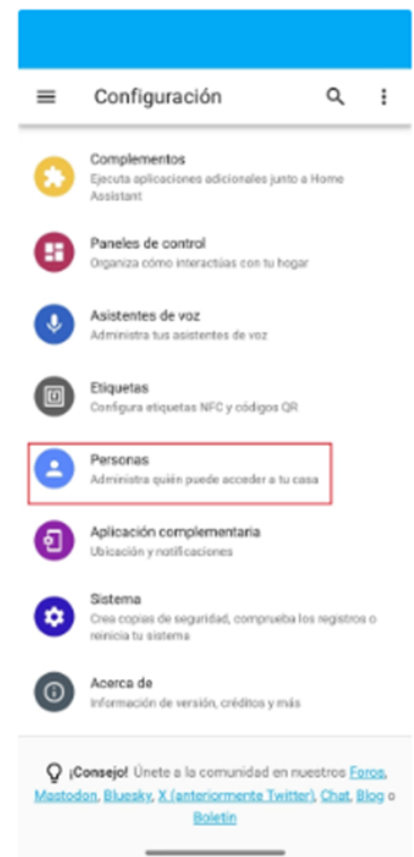 Configuración
Complementos
Ejecuta aplicaciones adicionales junto a Home
Assistant
Paneles de control
Organiza cómo interactúas con tu hogar
Asistentes de voz
Administra tus asistentes de voz
Etiquetas
Configura etiquetas NFC y códigos QR
Personas
Administra quién puede acceder a tu casa
Aplicación complementaria
Ubicación y notificaciones
Sistema
Crea copias de seguridad, comprueba los registros o
reinicia tu sistema
Acerca de
Información de versión, créditos y más
¡Consejo! Únete a la comunidad en nuestros Foros,
Mastodon, Bluesky, X (anteriormente Twitter), Chat, Blog o
Boletín